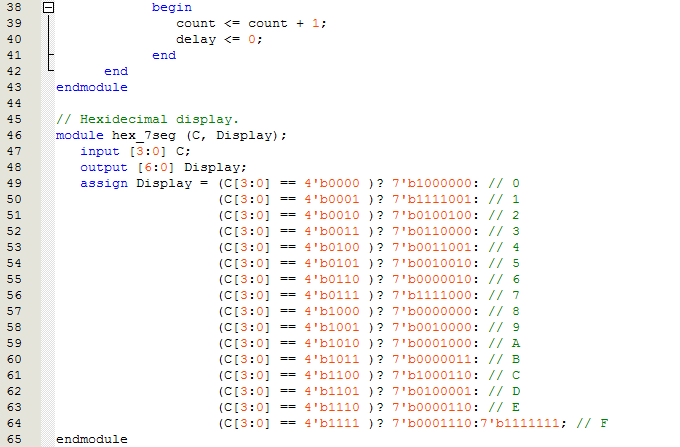 38 begin
39 count <= count + 1;
40 delay <= 0;
41 end
42 end
43 endmodule
44
45 // Hexidecimal display.
46 module hex_7seg (C, Display);
47 input [3:0] C;
48 output [6:0] Display;
49 assign Display = (C[3:0] == 4'b0000 )? 7'b1000000: // 0
50 (C[3:0] == 4'b0001 )? 7'b1111001: // 1
51 (C[3:0] == 4'b0010 )? 7'b0100100: // 2
52 (C[3:0] == 4'b0011 )? 7'b0110000: // 3
53 (C[3:0] == 4'b0100 )? 7'b0011001: // 4
54 (C[3:0] == 4'b0101 )? 7'b0010010: // 5
55 (C[3:0] == 4'b0110 )? 7'b0000010: // 6
56 (C[3:0] == 4'b0111 )? 7'b1111000: // 7
57 (C[3:0] == 4'b1000 )? 7'b0000000: // 8
58 (C[3:0] == 4'b1001 )? 7'b0010000: // 9
59 (C[3:0] == 4'b1010 )? 7'b0001000: // A
60 (C[3:0] == 4'b1011 )? 7'b0000011: // B
61 (C[3:0] == 4'b1100 )? 7'b1000110: // C
62 (C[3:0] == 4'b1101 )? 7'b0100001: // D
63 (C[3:0] == 4'b1110 )? 7'b0000110: // E
64 (C[3:0] == 4'b1111 )? 7'b0001110:7'b1111111; // F
65 endmodule